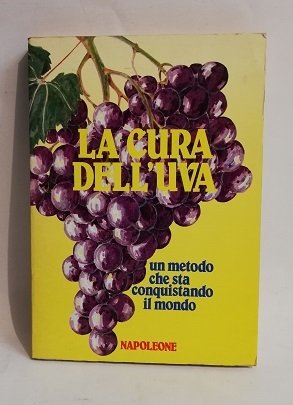 LA CURA
DELL'UVA
un metodo
che sta
conquistando
il mondo
NAPOLEONE